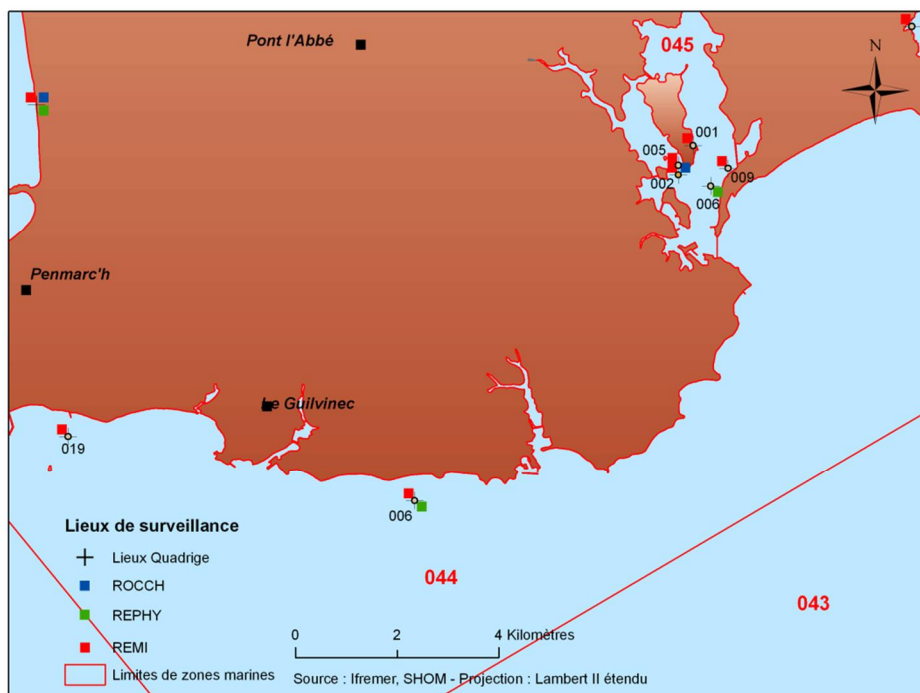 Pont l'Abbé
045
N
001
005
009
002
006
Penmarc'h
Le Guilvinec
019
006
Lieux de surveillance
Lieux Quadrige
ROCCH
044
043
REPHY
0 2 4 Kilomètres
REMI
Limites de zones marines
Source : Ifremer, SHOM - Projection : Lambert II étendu